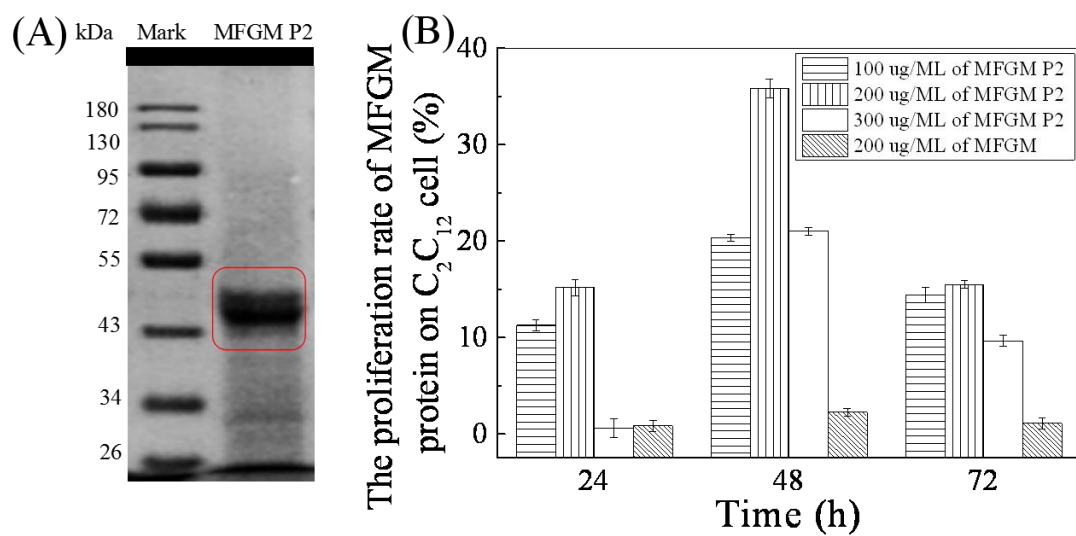 (A) kDa Mark MFGM P2
180
130
95
72
55
43
34
26
(B)
The proliferation rate of MFGM
protein on C2C12 cell (%)
40
30
20
10
0
100 ug/ML of MFGM P2
200 ug/ML of MFGM P2
300 ug/ML of MFGM P2
200 ug/ML of MFGM
24 48 72
Time (h)